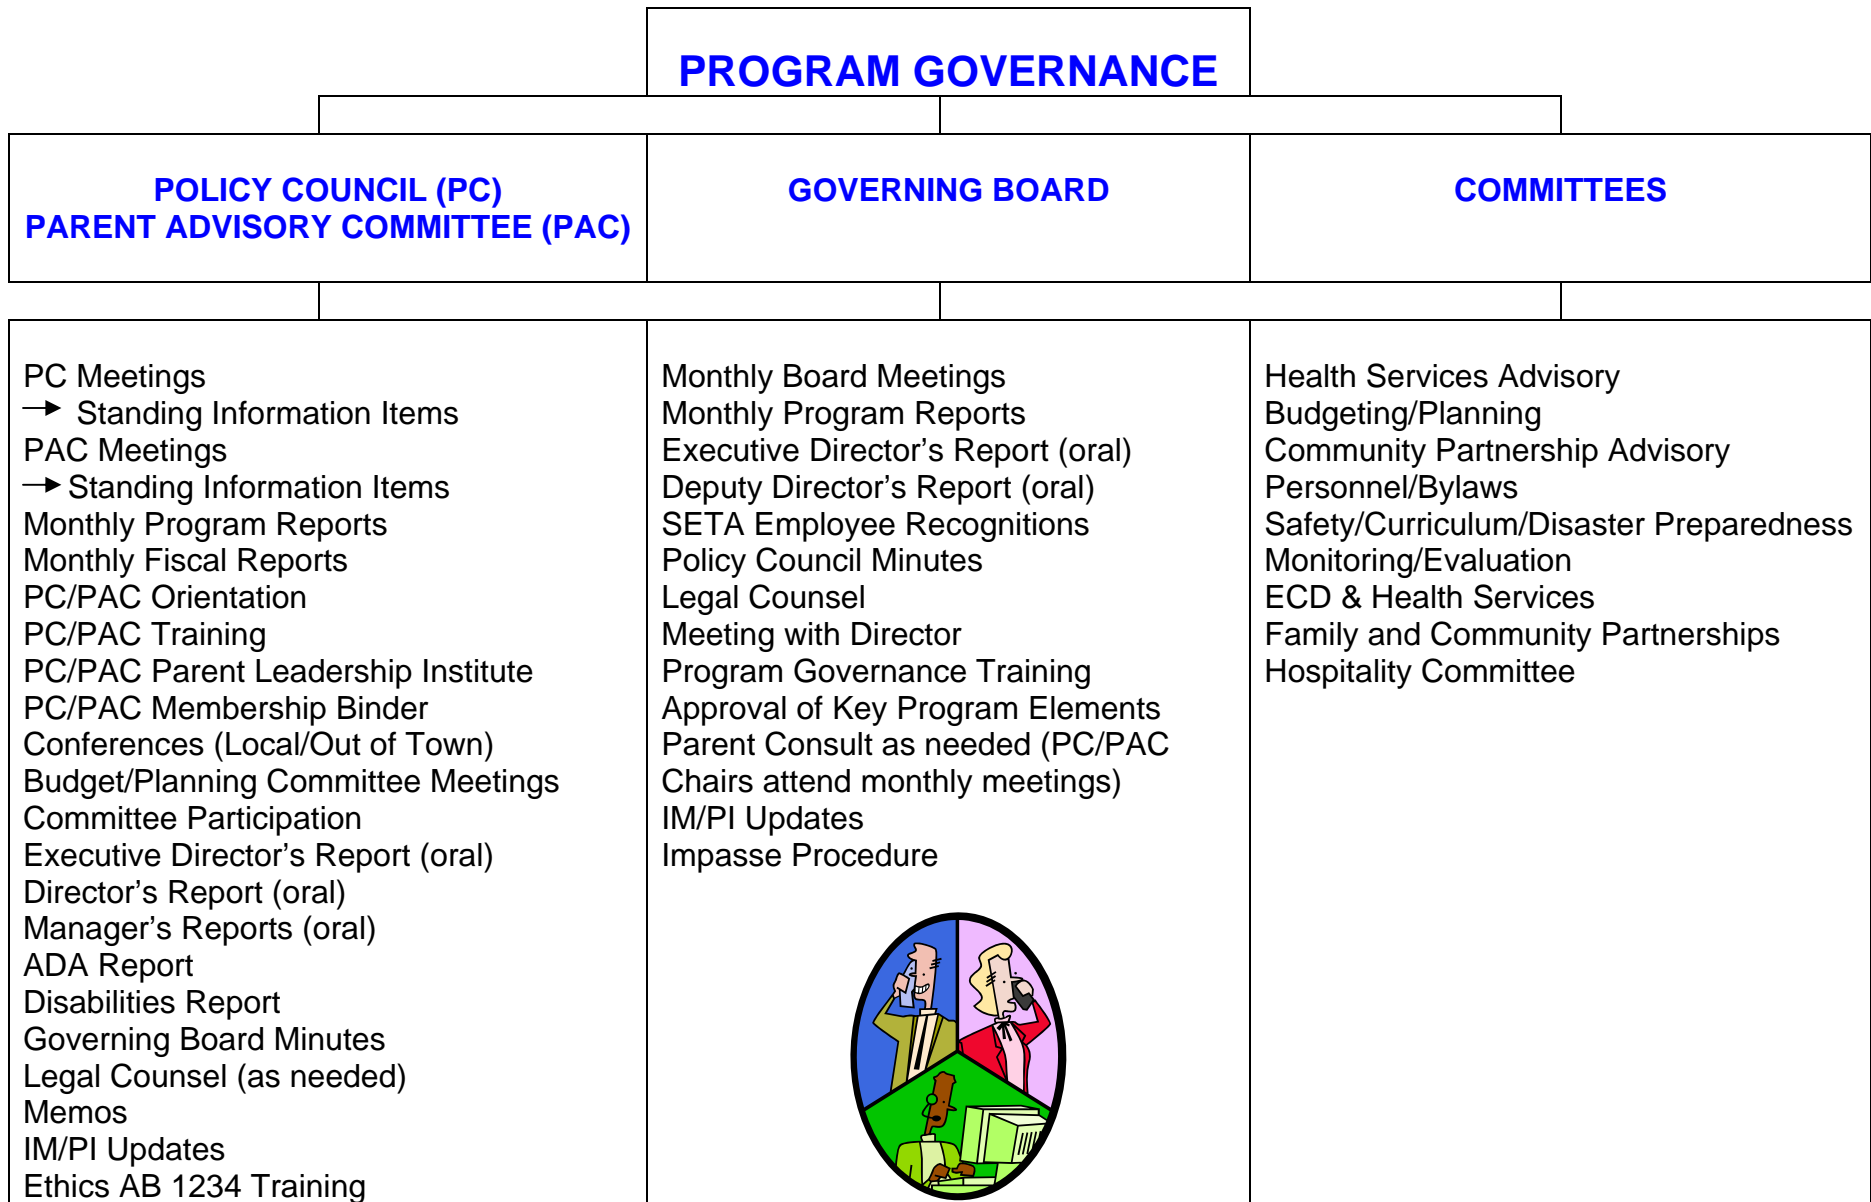 PROGRAM GOVERNANCE
POLICY COUNCIL (PC)
PARENT ADVISORY COMMITTEE (PAC)
GOVERNING BOARD
COMMITTEES
PC Meetings
→ Standing Information Items
PAC Meetings
→ Standing Information Items
Monthly Program Reports
Monthly Fiscal Reports
PC/PAC Orientation
PC/PAC Training
PC/PAC Parent Leadership Institute
PC/PAC Membership Binder
Conferences (Local/Out of Town)
Budget/Planning Committee Meetings
Committee Participation
Executive Director’s Report (oral)
Director’s Report (oral)
Manager’s Reports (oral)
ADA Report
Disabilities Report
Governing Board Minutes
Legal Counsel (as needed)
Memos
IM/PI Updates
Ethics AB 1234 Training
Monthly Board Meetings
Monthly Program Reports
Executive Director’s Report (oral)
Deputy Director’s Report (oral)
SETA Employee Recognitions
Policy Council Minutes
Legal Counsel
Meeting with Director
Program Governance Training
Approval of Key Program Elements
Parent Consult as needed (PC/PAC
Chairs attend monthly meetings)
IM/PI Updates
Impasse Procedure
Health Services Advisory
Budgeting/Planning
Community Partnership Advisory
Personnel/Bylaws
Safety/Curriculum/Disaster Preparedness
Monitoring/Evaluation
ECD & Health Services
Family and Community Partnerships
Hospitality Committee